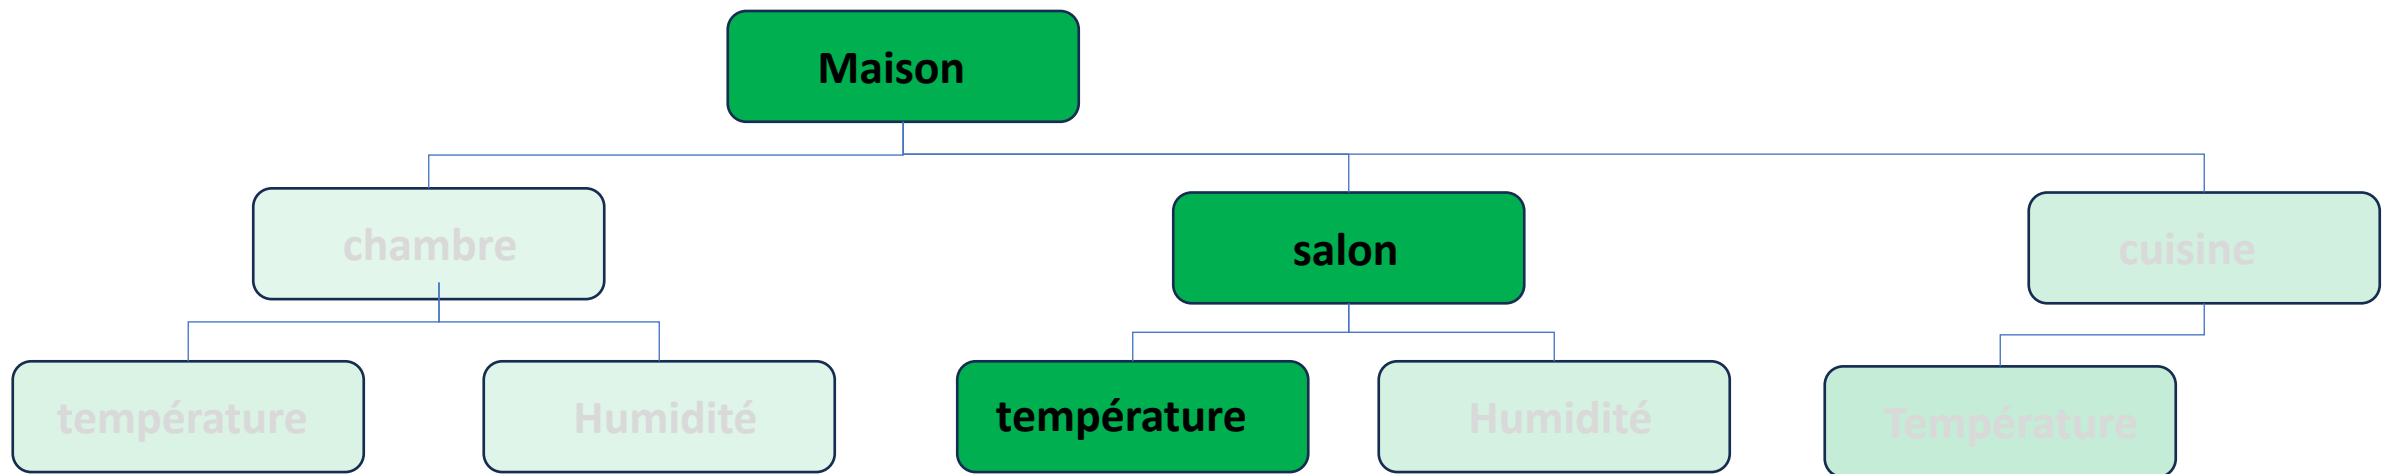 Maison
chambre
salon
cuisine
température
Humidité
température
Humidité
Température